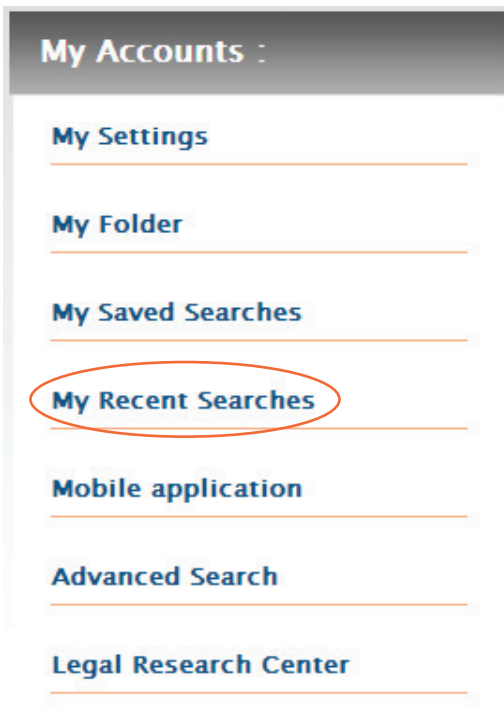 My Accounts :
My Settings
My Folder
My Saved Searches
My Recent Searches
Mobile application
Advanced Search
Legal Research Center